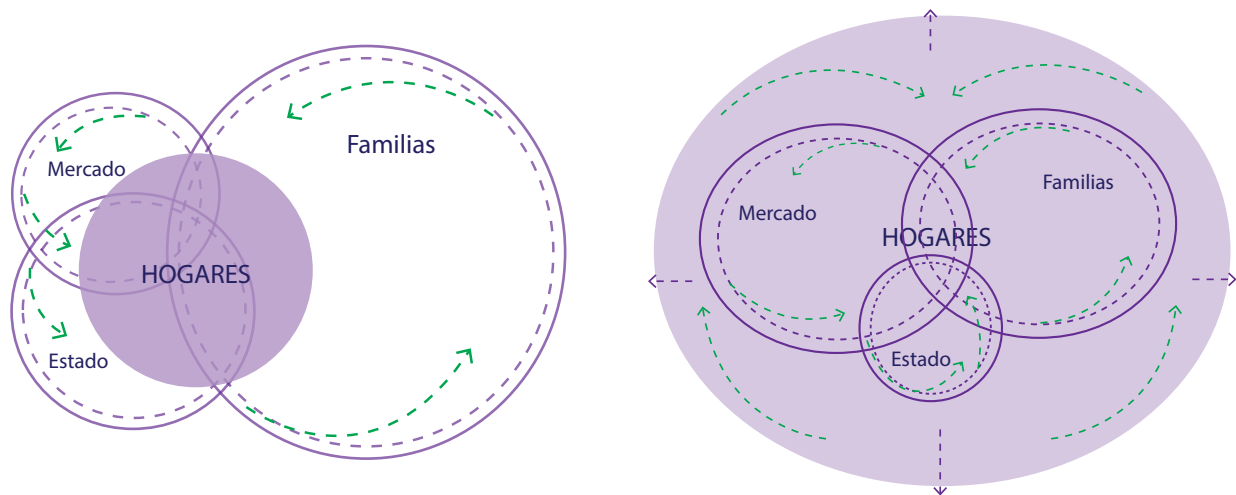 Mercado
Familias
HOGARES
Estado
Mercado
Familias
HOGARES
Estado